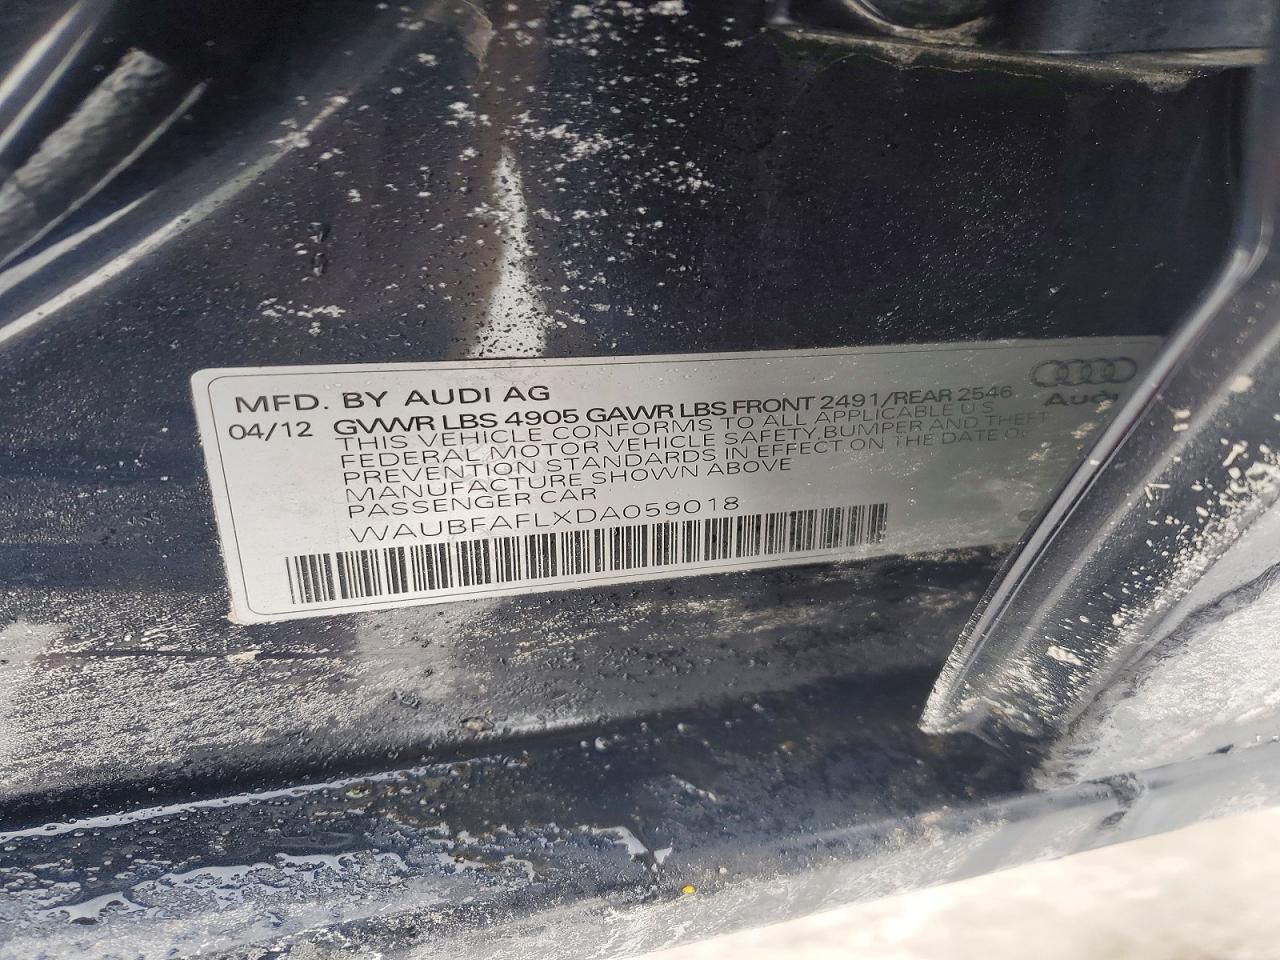 MFD. BY AUDI AG
Audi
04/12 GVWR LBS 4905 GAWR LBS FRONT 2491/REAR 2546
THIS VEHICLE CONFORMS TO ALL APPLICABLE U S
FEDERAL MOTOR VEHICLE SAFETY, BUMPER AND THEFT
PREVENTION STANDARDS IN EFFECT ON THE DATE OF
MANUFACTURE SHOWN ABOVE
PASSENGER CAR
WAUBFAFLXDA059018